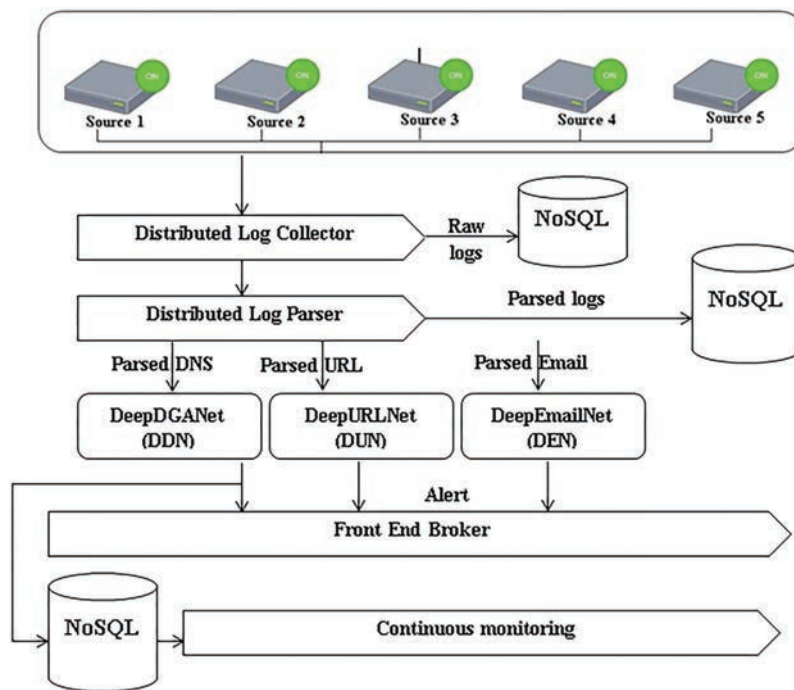 ON
ON
ON
ON
ON
Source 1
Source 2
Source 3
Source 4
Source 5
Distributed Log Collector
Raw
logs
NoSQL
Distributed Log Parser
Parsed logs
NoSQL
Parsed DNS
Parsed URL
Parsed Email
DeepDGANet
(DDN)
DeepURLNet
(DUN)
DeepEmailNet
(DEN)
Alert
Front End Broker
NoSQL
Continuous monitoring